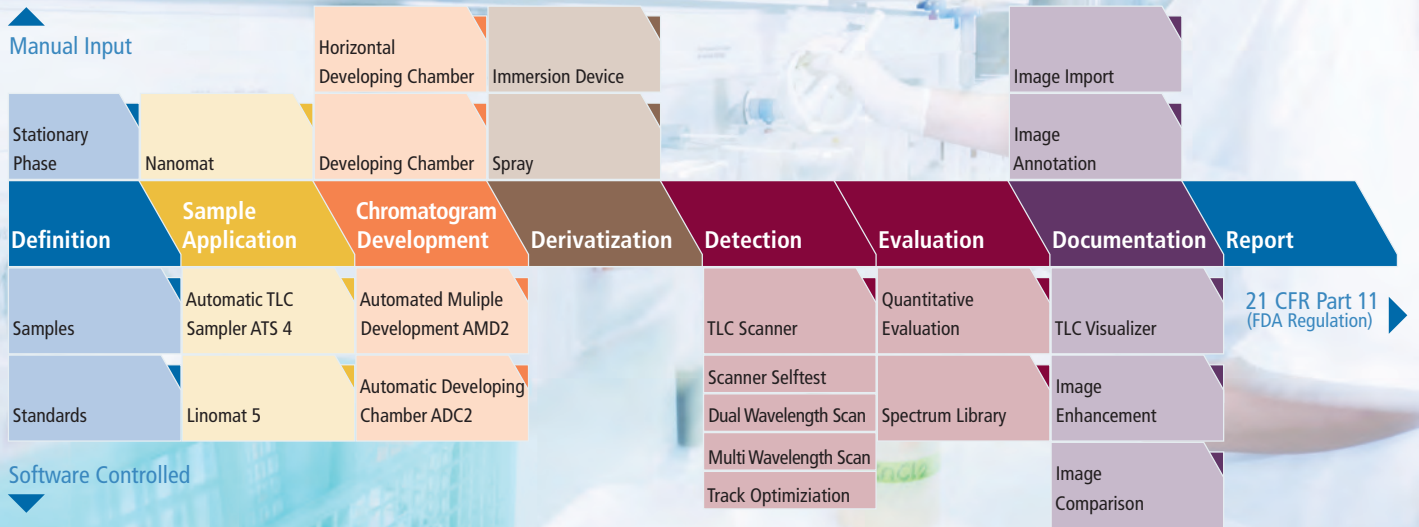 Manual Input
Horizontal
Developing Chamber
Immersion Device
Image Import
Stationary
Phase
Nanomat
Developing Chamber
Spray
Image
Annotation
Definition
Sample
Application
Chromatogram
Development
Derivatization
Detection
Evaluation
Documentation
Report
Samples
Automatic TLC
Sampler ATS 4
Automated Muliple
Development AMD2
TLC Scanner
Quantitative
Evaluation
TLC Visualizer
21 CFR Part 11
(FDA Regulation)
Standards
Linomat 5
Automatic Developing
Chamber ADC2
Scanner Selftest
Dual Wavelength Scan
Multi Wavelength Scan
Track Optimiziation
Spectrum Library
Image
Enhancement
Image
Comparison
Software Controlled